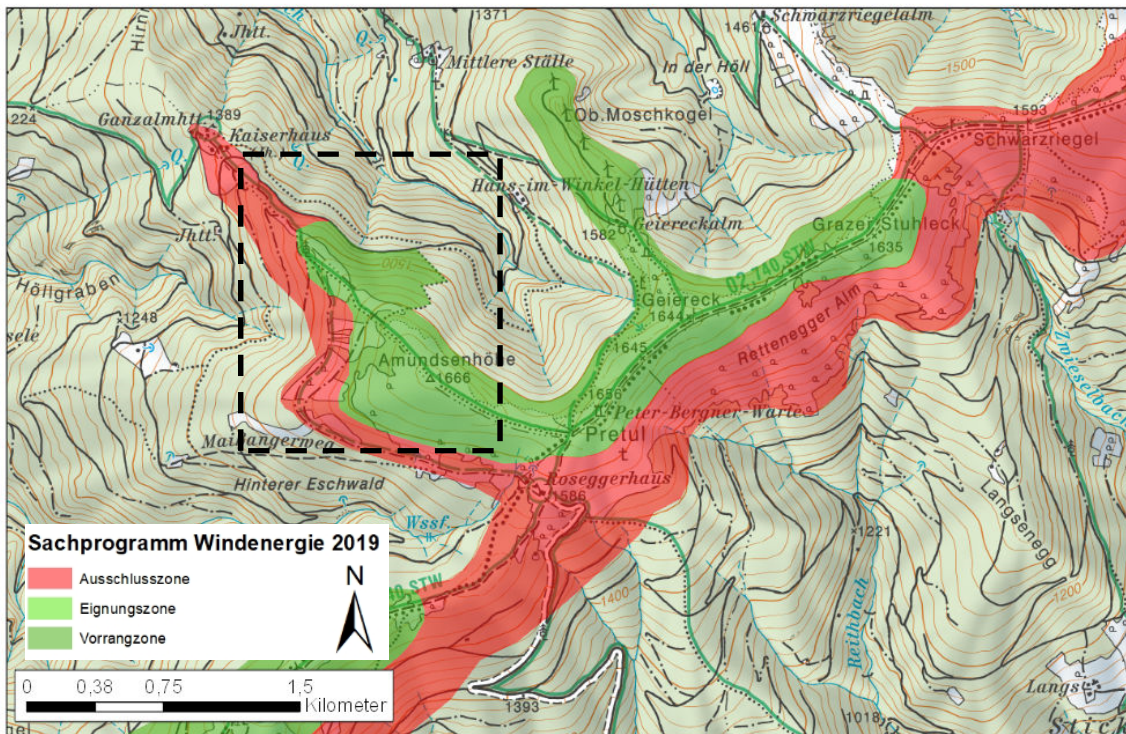 1371
Schwarzriegelalm
1461
Jhtt.
Q.
Mittlere Ställe
In der Höll
1500
Ob. Moschkogel
1593
1389
Ganzalmhtt.
224
Kaiserhaus
Q.
Schwarzriegel
Hans-im-Winkel-Hütten
Jhtt.
1582
Geiereckalm
Grazer Stuhleck
1635
1500
02 740 STW
Höllgraben
Geiereck
1644
1248
Rettenegger Alm
1645
Amundsenhöhe
1666
Zwieselbach
1656
Peter-Bergner-Warte
Pretul
Maißangerweg
Hinterer Eschwald
Roseggerhaus
1586
Langsenegg
Wssf.
1221
Sachprogramm Windenergie 2019
Ausschlusszone
Eignungszone
Vorrangzone
N
1400
1200
Reithbach
0 0,38 0,75 1,5
Kilometer
1393
1018